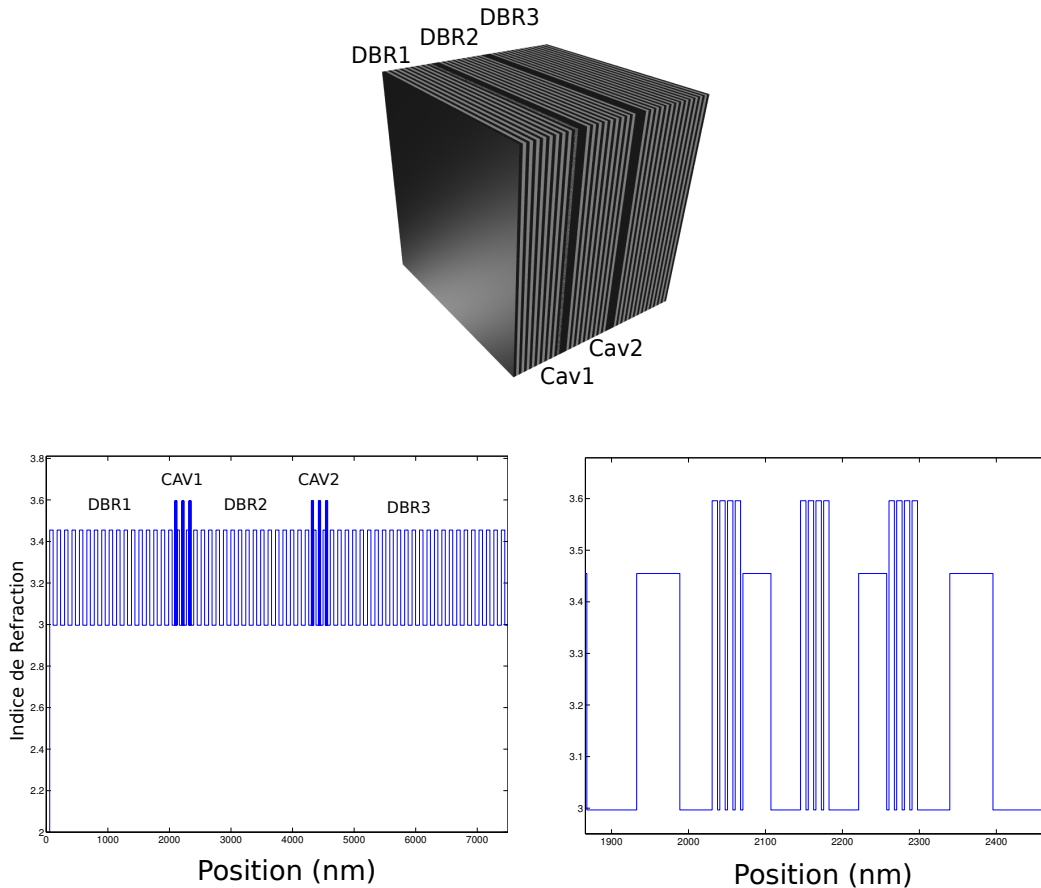 DBR3
DBR2
DBR1
Cav2
Cav1
3.8
3.6
3.4
3.2
3
2.8
2.6
2.4
2.2
2
CAV1
CAV2
DBR1
DBR2
DBR3
Indice de Refraction
0
1000
2000
3000
4000
5000
6000
7000
Position (nm)
3.6
3.5
3.4
3.3
3.2
3.1
3
1900
2000
2100
2200
2300
2400
Position (nm)